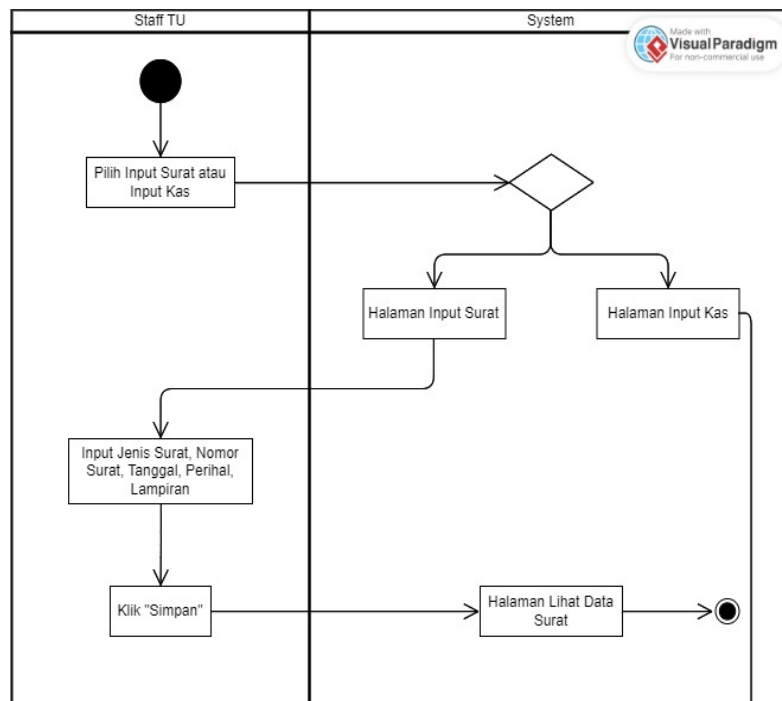 Staff TU
System
Made with
Visual Paradigm
For non-commercial use
Pilih Input Surat atau
Input Kas
Halaman Input Surat
Halaman Input Kas
Input Jenis Surat, Nomor
Surat, Tanggal, Perihal,
Lampiran
Klik "Simpan"
Halaman Lihat Data
Surat